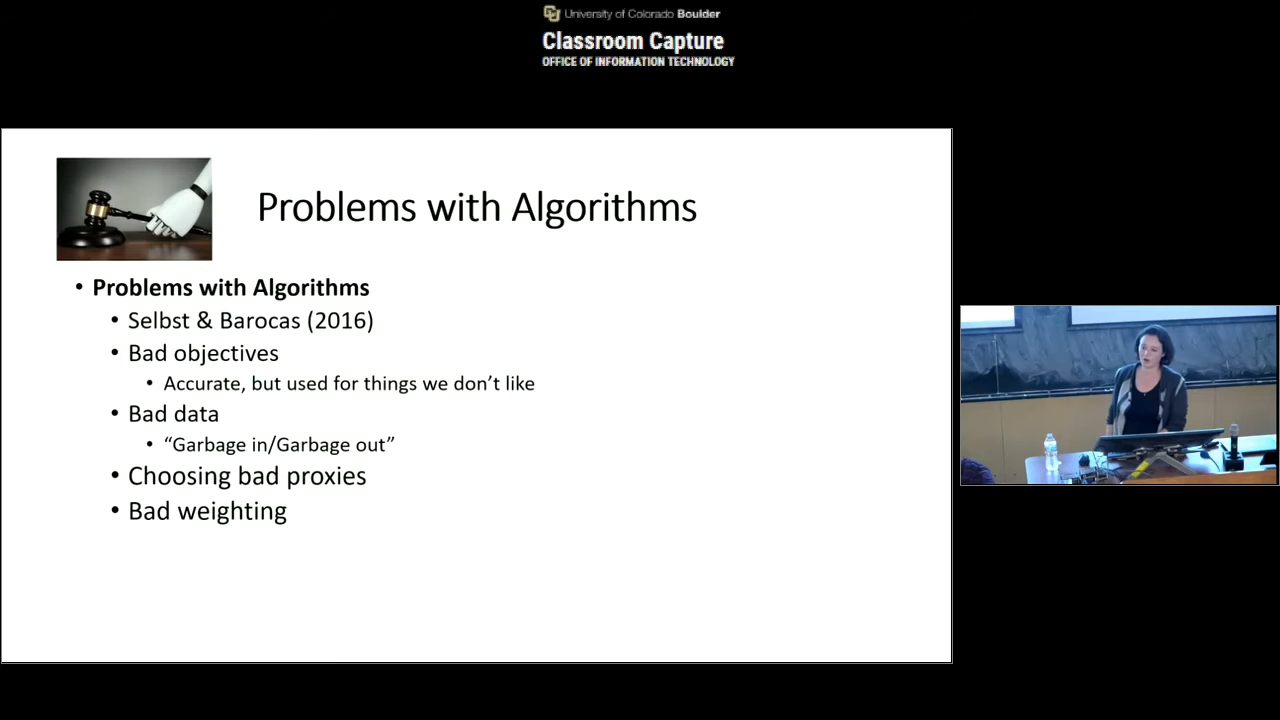 University of Colorado Boulder
Classroom Capture
OFFICE OF INFORMATION TECHNOLOGY
Problems with Algorithms
• Problems with Algorithms
• Selbst & Barocas (2016)
• Bad objectives
• Accurate, but used for things we don’t like
• Bad data
• “Garbage in/Garbage out”
• Choosing bad proxies
• Bad weighting